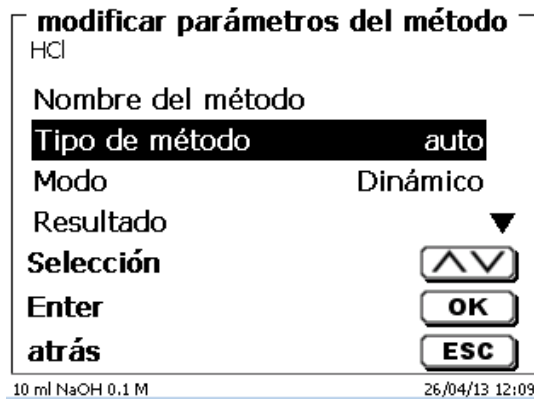 modificar parámetros del método
HCl
Nombre del método
Tipo de método auto
Modo Dinámico
Resultado
Selección
Enter OK
atrás ESC
10 ml NaOH 0.1 M 26/04/13 12:09